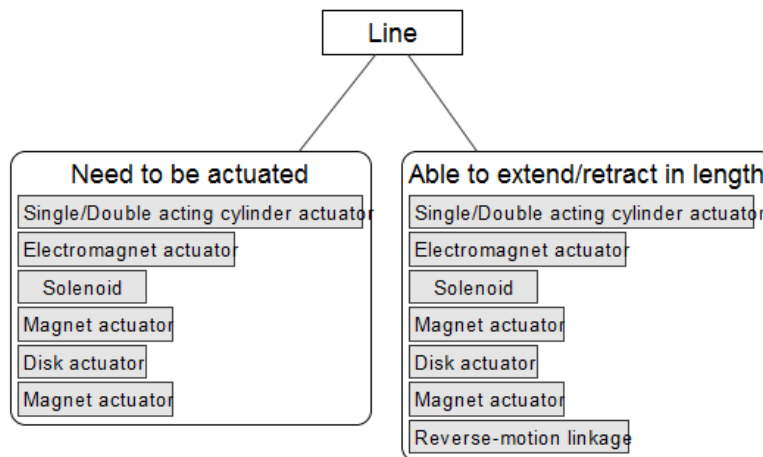 Line
Need to be actuated
Single/Double acting cylinder actuator
Electromagnet actuator
Solenoid
Magnet actuator
Disk actuator
Magnet actuator
Able to extend/retract in length
Single/Double acting cylinder actuator
Electromagnet actuator
Solenoid
Magnet actuator
Disk actuator
Magnet actuator
Reverse-motion linkage